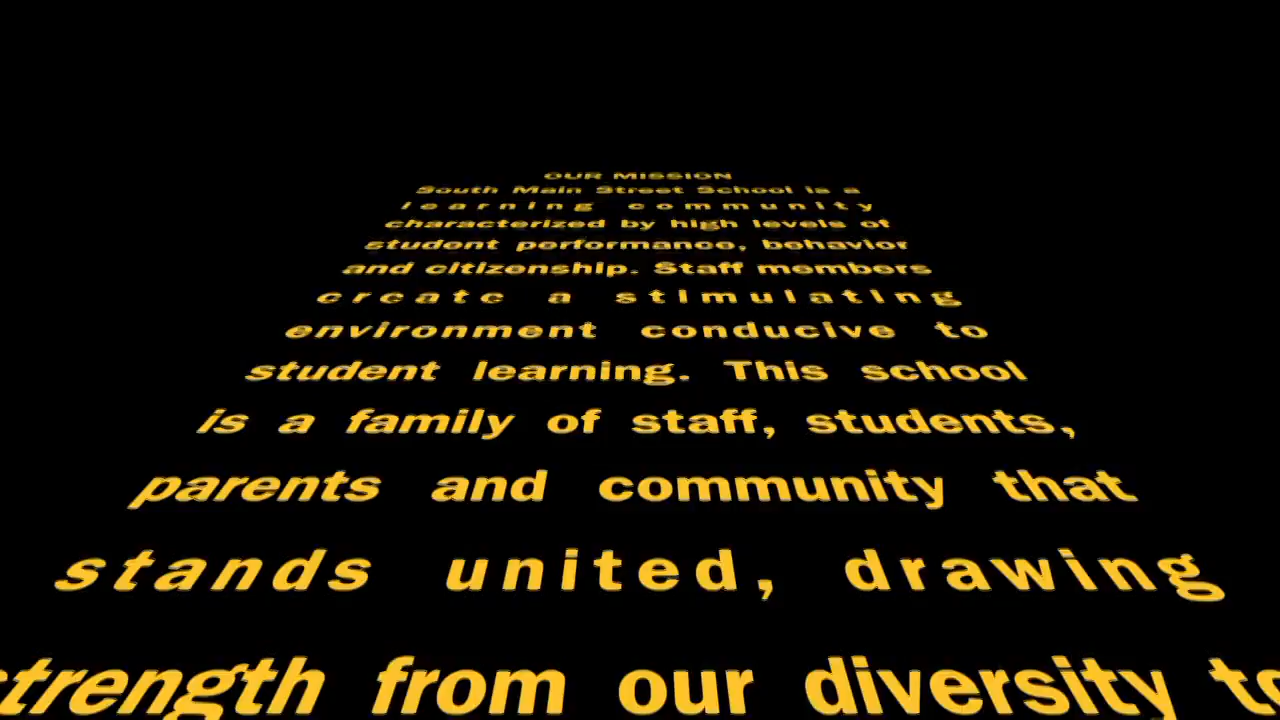 OUR MISSION
South Main Street School is a
learning community
characterized by high levels of
student performance, behavior
and citizenship. Staff members
create a stimulating
environment conducive to
student learning. This school
is a family of staff, students,
parents and community that
stands united, drawing
strength from our diversity to